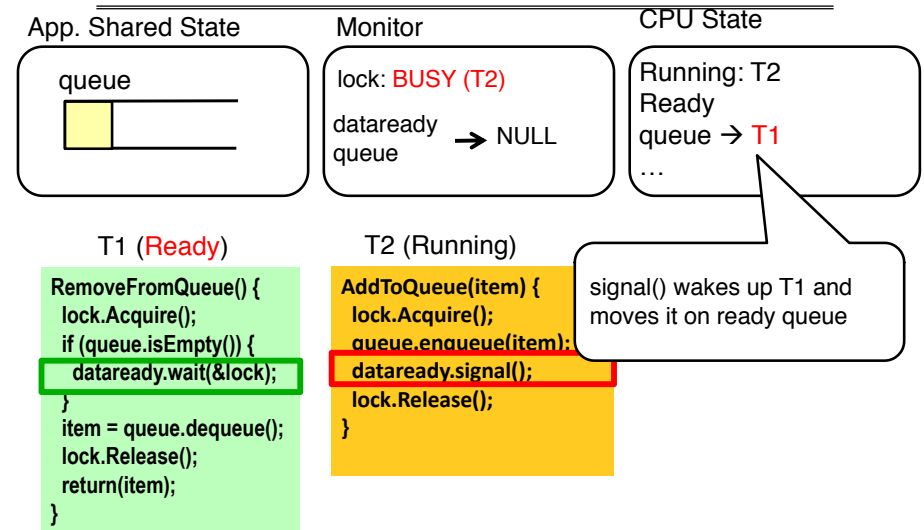 App. Shared State
Monitor
CPU State
queue
lock: BUSY (T2)
dataready
queue
NULL
Running: T2
Ready
queue → T1
…
signal() wakes up T1 and
moves it on ready queue
T1 (Ready)
RemoveFromQueue() {
lock.Acquire();
if (queue.isEmpty()) {
dataready.wait(&lock);
}
item = queue.dequeue();
lock.Release();
return(item);
}
T2 (Running)
AddToQueue(item) {
lock.Acquire();
queue.enqueue(item);
dataready.signal();
lock.Release();
}